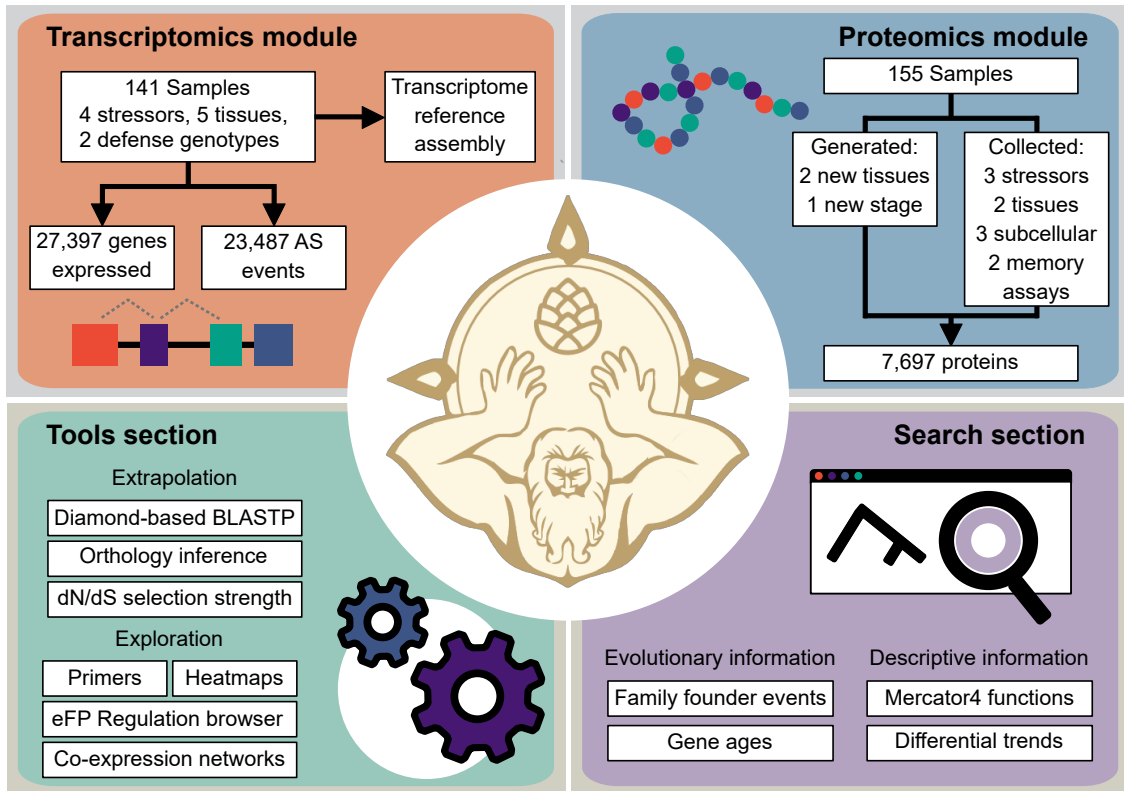 Transcriptomics module
141 Samples
4 stressors, 5 tissues,
2 defense genotypes
Transcriptome
reference
assembly
27,397 genes
expressed
23,487 AS
events
Proteomics module
155 Samples
Generated:
2 new tissues
1 new stage
Collected:
3 stressors
2 tissues
3 subcellular
2 memory
assays
7,697 proteins
Tools section
Extrapolation
Diamond-based BLASTP
Orthology inference
dN/dS selection strength
Exploration
Primers
Heatmaps
eFP Regulation browser
Co-expression networks
Search section
Evolutionary information
Family founder events
Gene ages
Descriptive information
Mercator4 functions
Differential trends